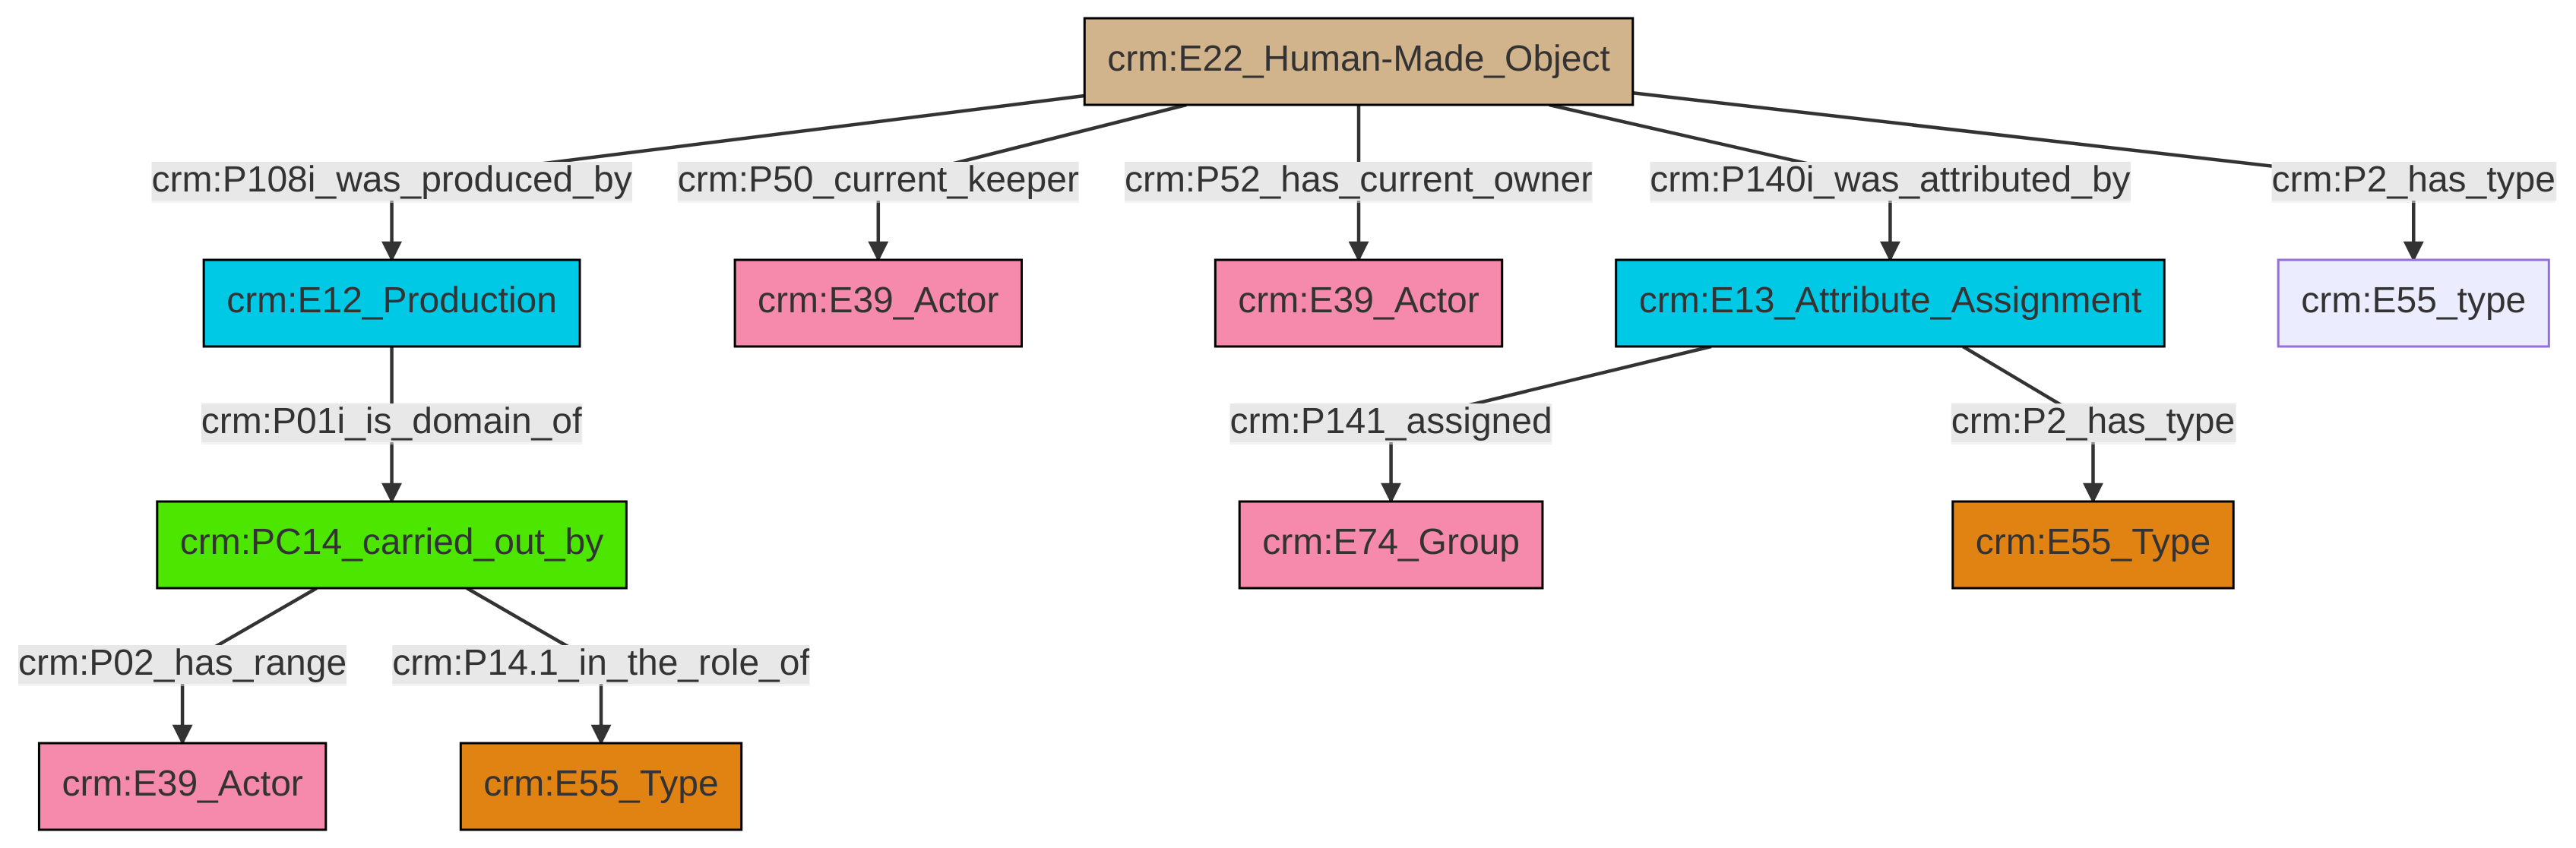 crm:E22_Human-Made_Object
crm:P108i_was_produced_by
crm:P50_current_keeper
crm:P52_has_current_owner
crm:P140i_was_attributed_by
crm:P2_has_type
crm:E12_Production
crm:E39_Actor
crm:E39_Actor
crm:E13_Attribute_Assignment
crm:E55_type
crm:P01i_is_domain_of
crm:P141_assigned
crm:P2_has_type
crm:PC14_carried_out_by
crm:E74_Group
crm:E55_Type
crm:P02_has_range
crm:P14.1_in_the_role_of
crm:E39_Actor
crm:E55_Type